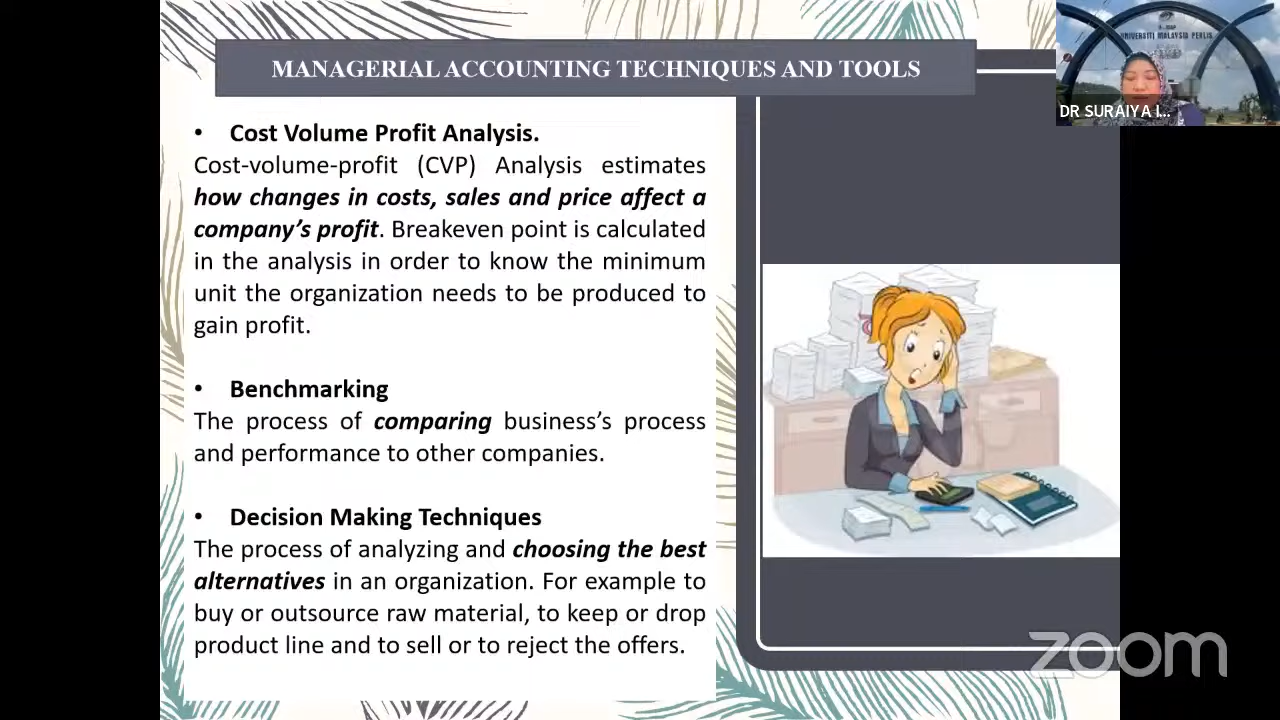 MANAGERIAL ACCOUNTING TECHNIQUES AND TOOLS
UNIVERSITI MALAYSIA PERLIS
DR SURAIYA I...
• Cost Volume Profit Analysis.
Cost-volume-profit (CVP) Analysis estimates
how changes in costs, sales and price affect a
company's profit. Breakeven point is calculated
in the analysis in order to know the minimum
unit the organization needs to be produced to
gain profit.
• Benchmarking
The process of comparing business's process
and performance to other companies.
• Decision Making Techniques
The process of analyzing and choosing the best
alternatives in an organization. For example to
buy or outsource raw material, to keep or drop
product line and to sell or to reject the offers.
zoom